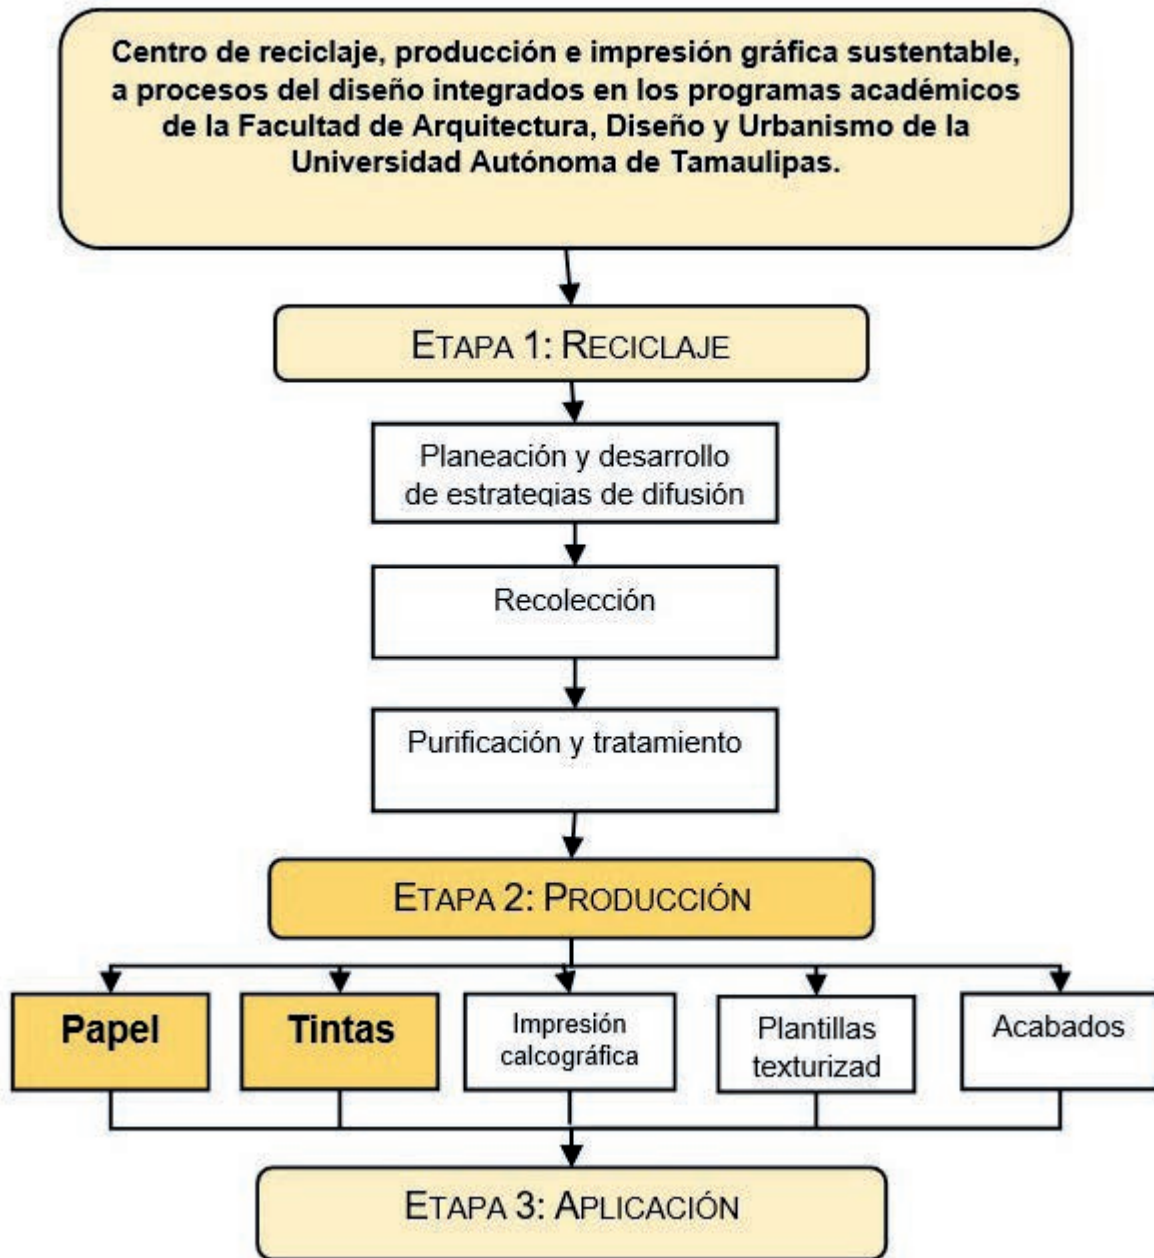 Centro de reciclaje, producción e impresión gráfica sustentable,
a procesos del diseño integrados en los programas académicos
de la Facultad de Arquitectura, Diseño y Urbanismo de la
Universidad Autónoma de Tamaulipas.
ETAPA 1: RECICLAJE
Planeación y desarrollo
de estrategias de difusión
Recolección
Purificación y tratamiento
ETAPA 2: PRODUCCIÓN
Papel
Tintas
Impresión
calcográfica
Plantillas
texturizad
Acabados
ETAPA 3: APLICACIÓN